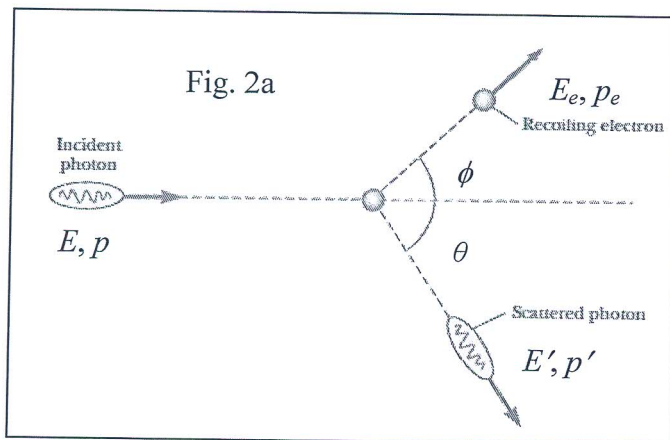 Fig. 2a
Incident
photon
E, p
E_e, p_e
Recoiling electron
ϕ
θ
Scattered photon
E′, p′